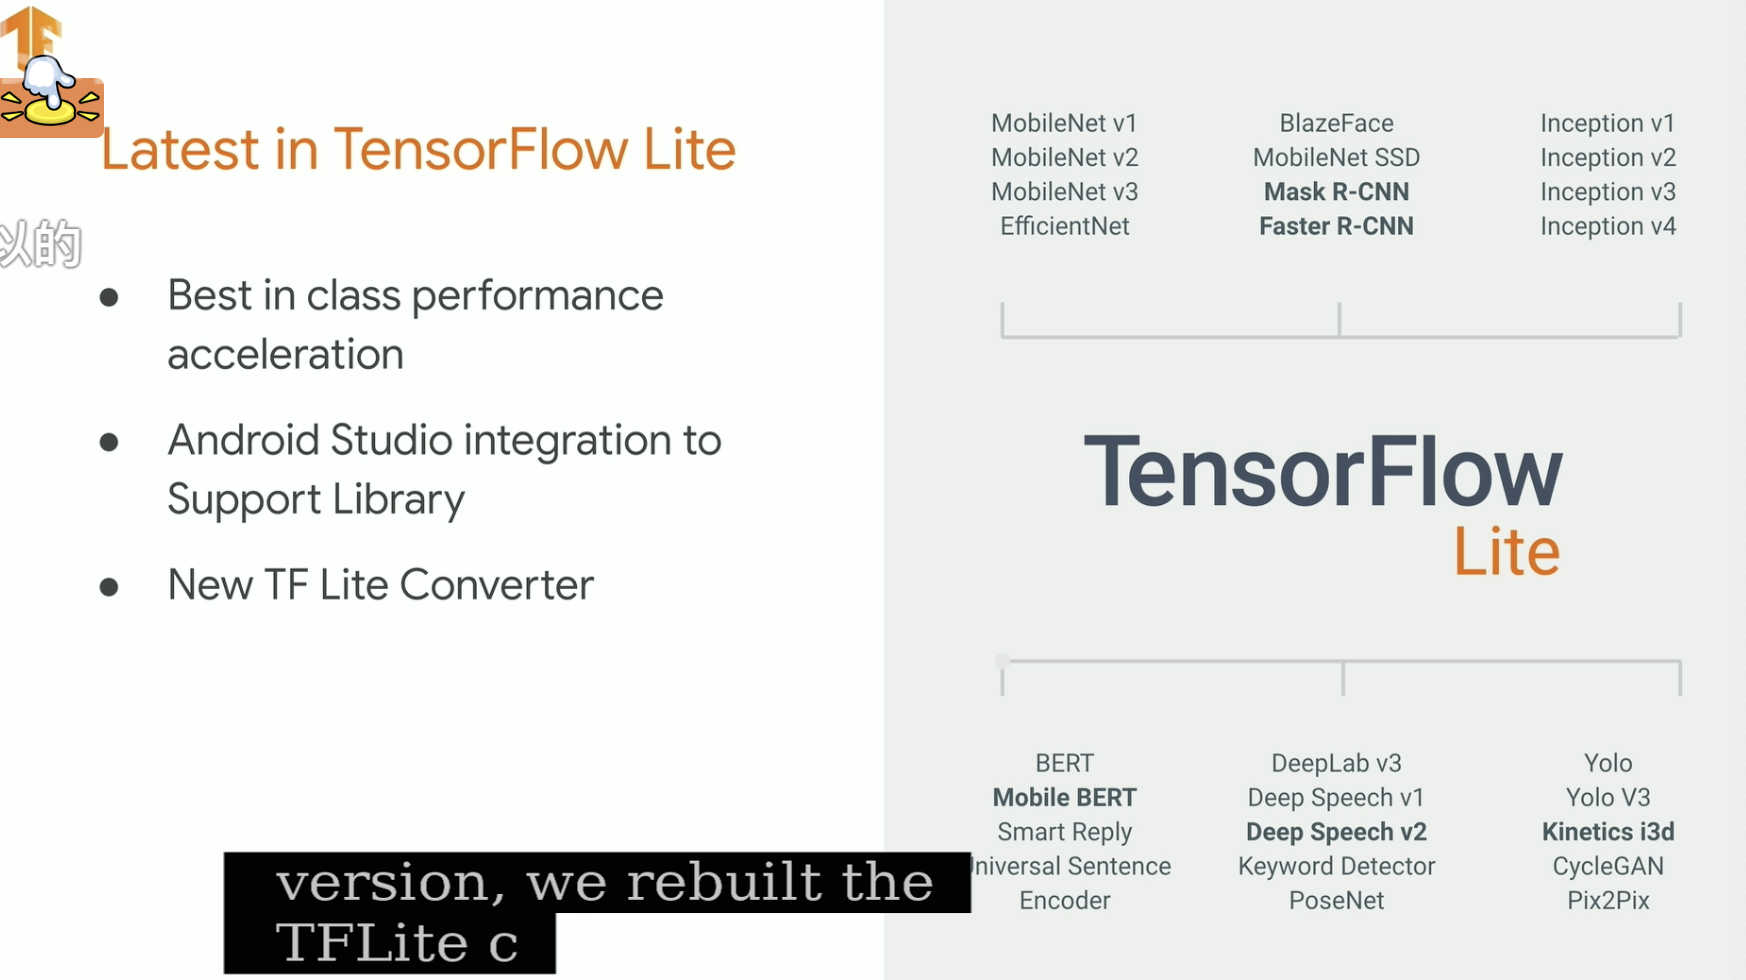 Latest in TensorFlow Lite
以的
● Best in class performance
acceleration
● Android Studio integration to
Support Library
● New TF Lite Converter
MobileNet v1
MobileNet v2
MobileNet v3
EfficientNet
BlazeFace
MobileNet SSD
Mask R-CNN
Faster R-CNN
Inception v1
Inception v2
Inception v3
Inception v4
TensorFlow
Lite
BERT
Mobile BERT
Smart Reply
Universal Sentence
Encoder
DeepLab v3
Deep Speech v1
Deep Speech v2
Keyword Detector
PoseNet
Yolo
Yolo V3
Kinetics i3d
CycleGAN
Pix2Pix
version, we rebuilt the
TFLite c